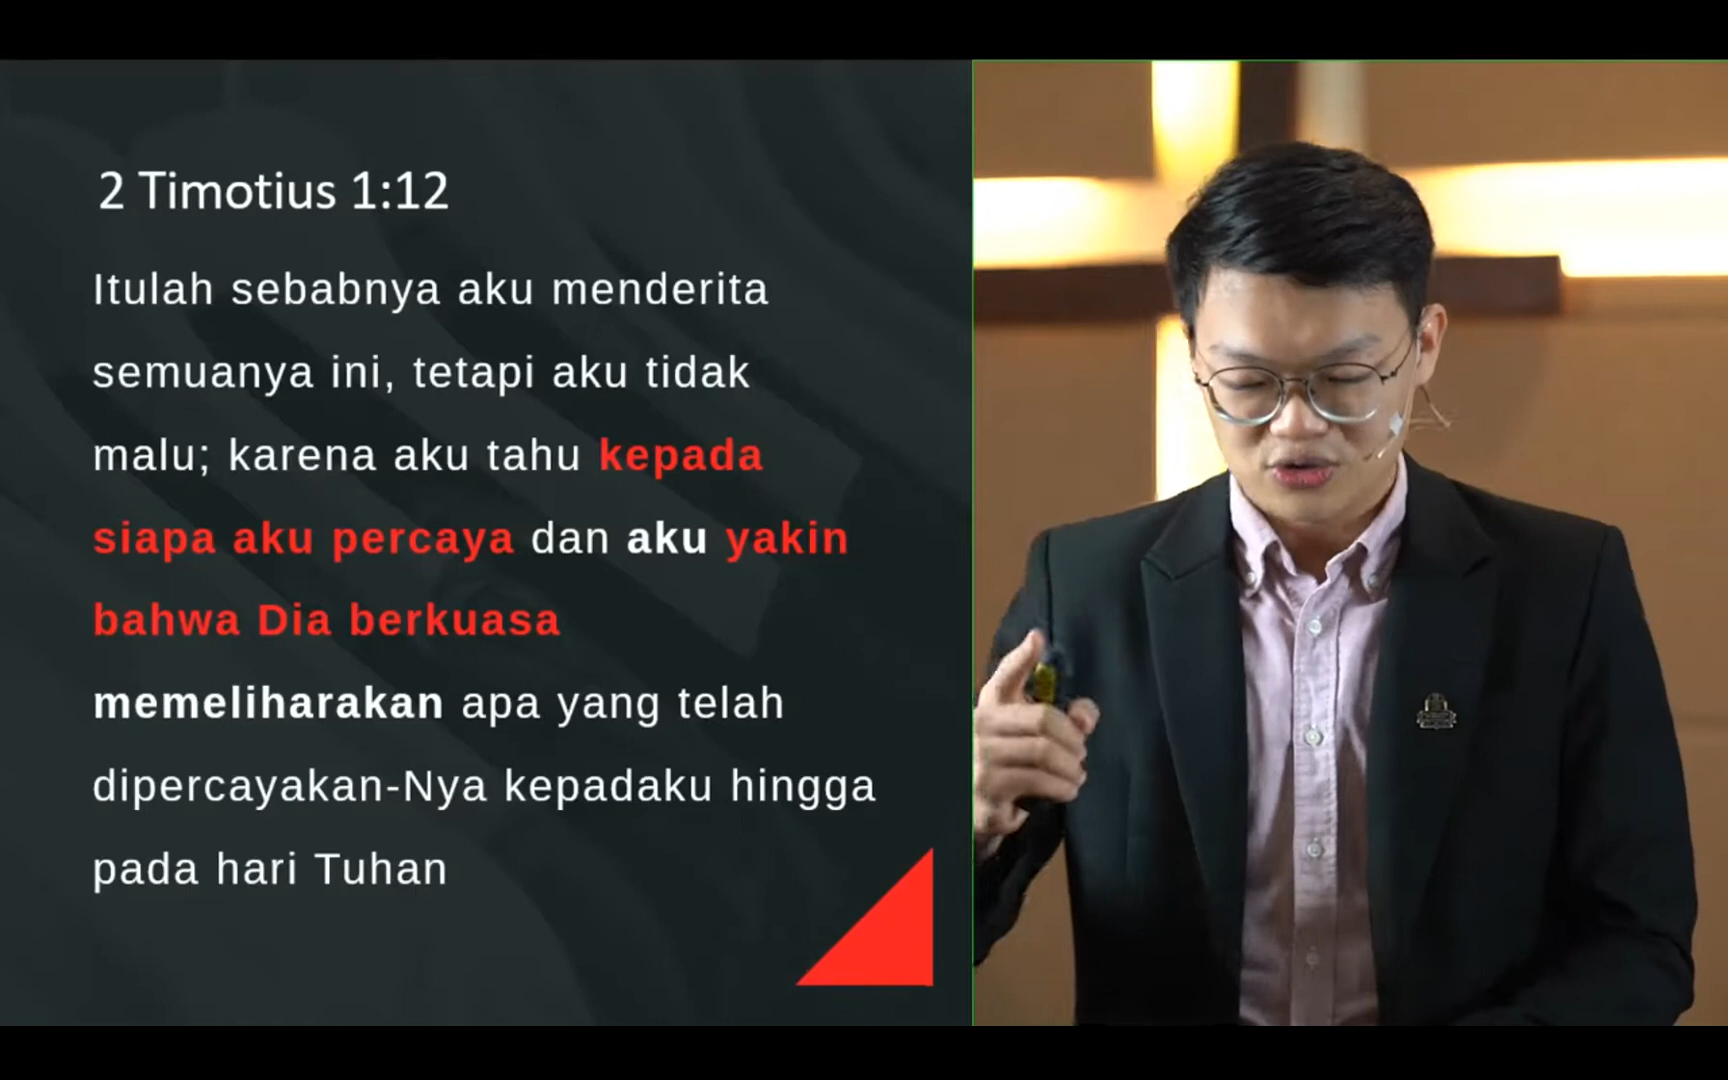 2 Timotius 1:12
Itulah sebabnya aku menderita
semuanya ini, tetapi aku tidak
malu; karena aku tahu kepada
siapa aku percaya dan aku yakin
bahwa Dia berkuasa
memeliharakan apa yang telah
dipercayakan-Nya kepadaku hingga
pada hari Tuhan